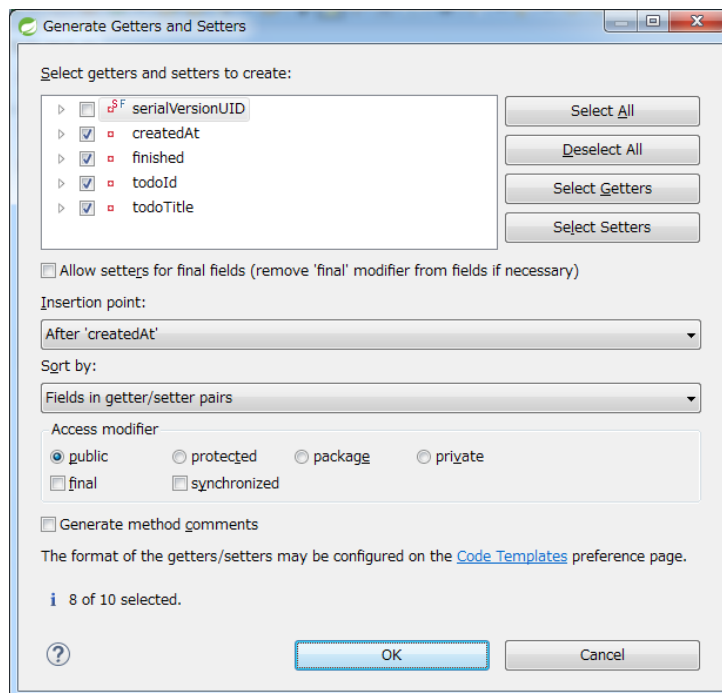 Generate Getters and Setters
Select getters and setters to create:
SF serialVersionUID
createdAt
finished
todoId
todoTitle
Select All
Deselect All
Select Getters
Select Setters
Allow setters for final fields (remove 'final' modifier from fields if necessary)
Insertion point:
After 'createdAt'
Sort by:
Fields in getter/setter pairs
Access modifier
public protected package private
final synchronized
Generate method comments
The format of the getters/setters may be configured on the Code Templates preference page.
i 8 of 10 selected.
? OK Cancel